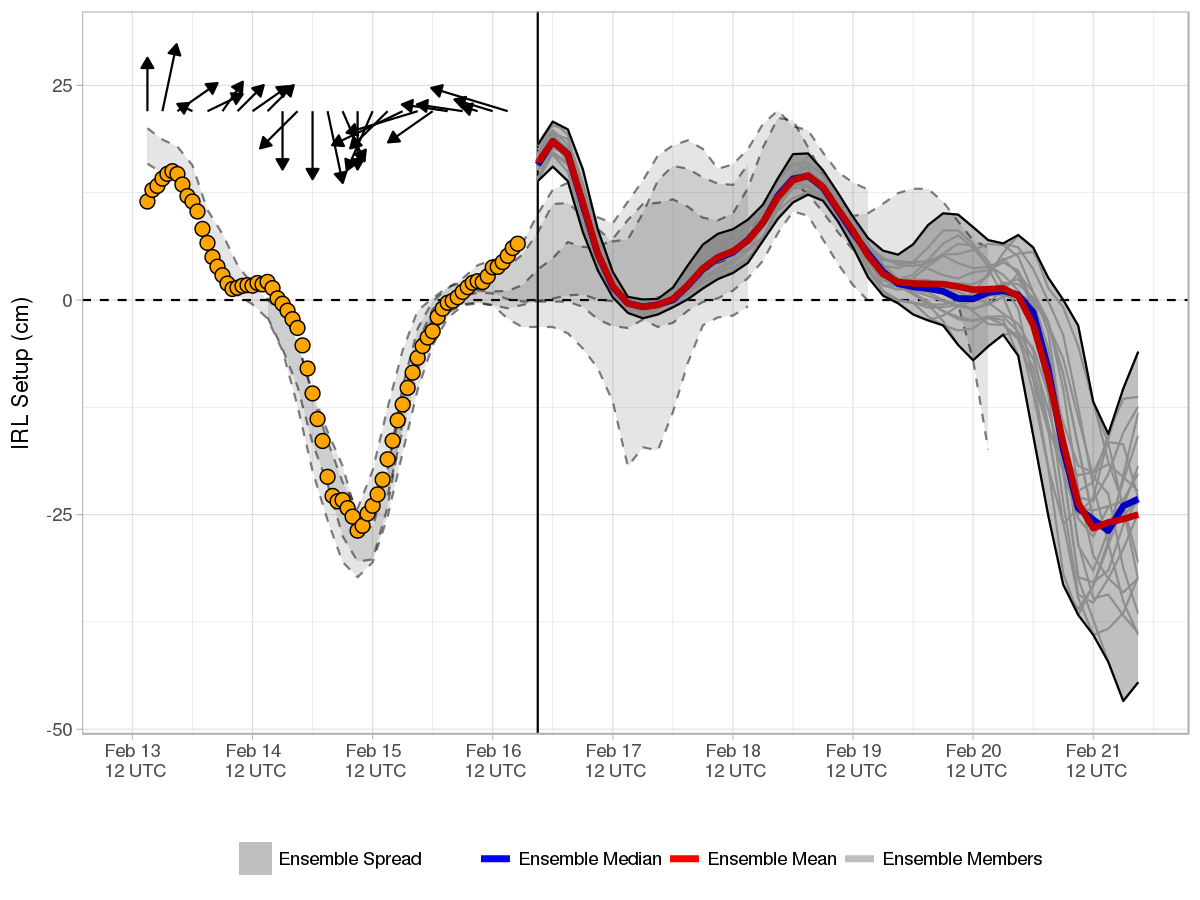 25
0
-25
-50
IRL Setup (cm)
Feb 13 Feb 14 Feb 15 Feb 16 Feb 17 Feb 18 Feb 19 Feb 20 Feb 21
12 UTC 12 UTC 12 UTC 12 UTC 12 UTC 12 UTC 12 UTC 12 UTC 12 UTC
Ensemble Spread Ensemble Median Ensemble Mean Ensemble Members